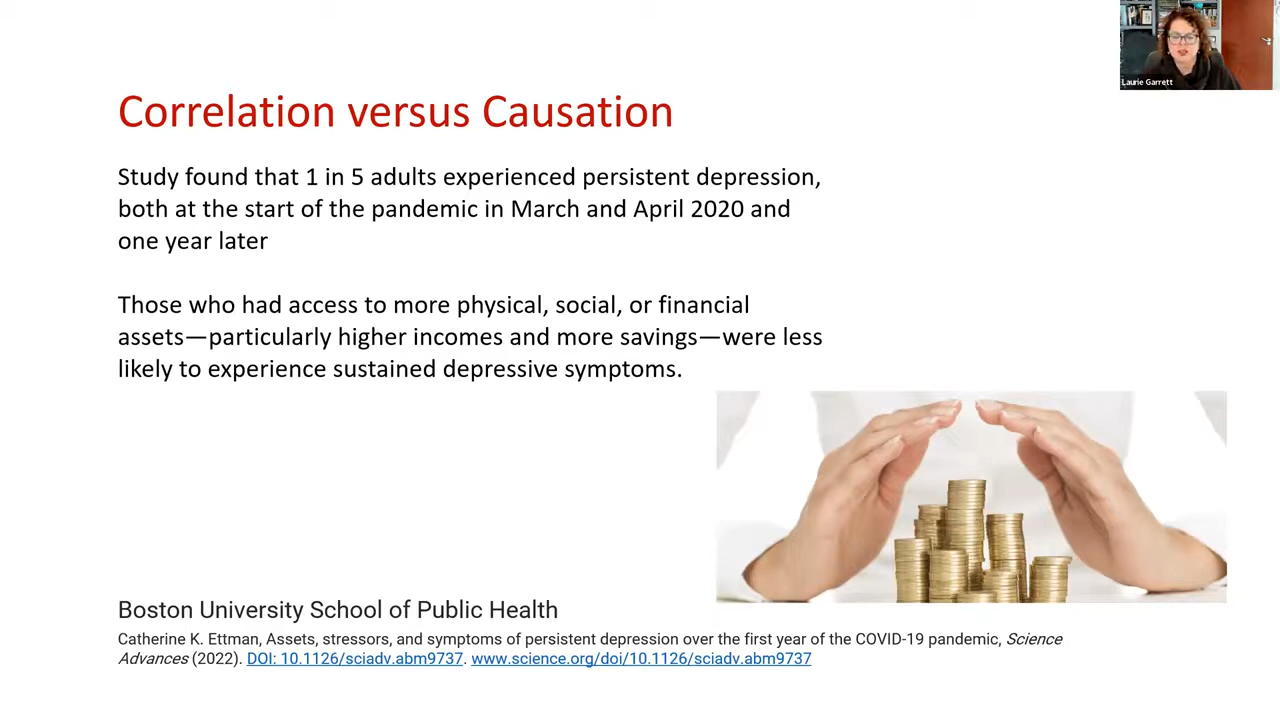 Laurie Garrett
Correlation versus Causation
Study found that 1 in 5 adults experienced persistent depression,
both at the start of the pandemic in March and April 2020 and
one year later
Those who had access to more physical, social, or financial
assets—particularly higher incomes and more savings—were less
likely to experience sustained depressive symptoms.
Boston University School of Public Health
Catherine K. Ettman, Assets, stressors, and symptoms of persistent depression over the first year of the COVID-19 pandemic, Science
Advances (2022). DOI: 10.1126/sciadv.abm9737. www.science.org/doi/10.1126/sciadv.abm9737